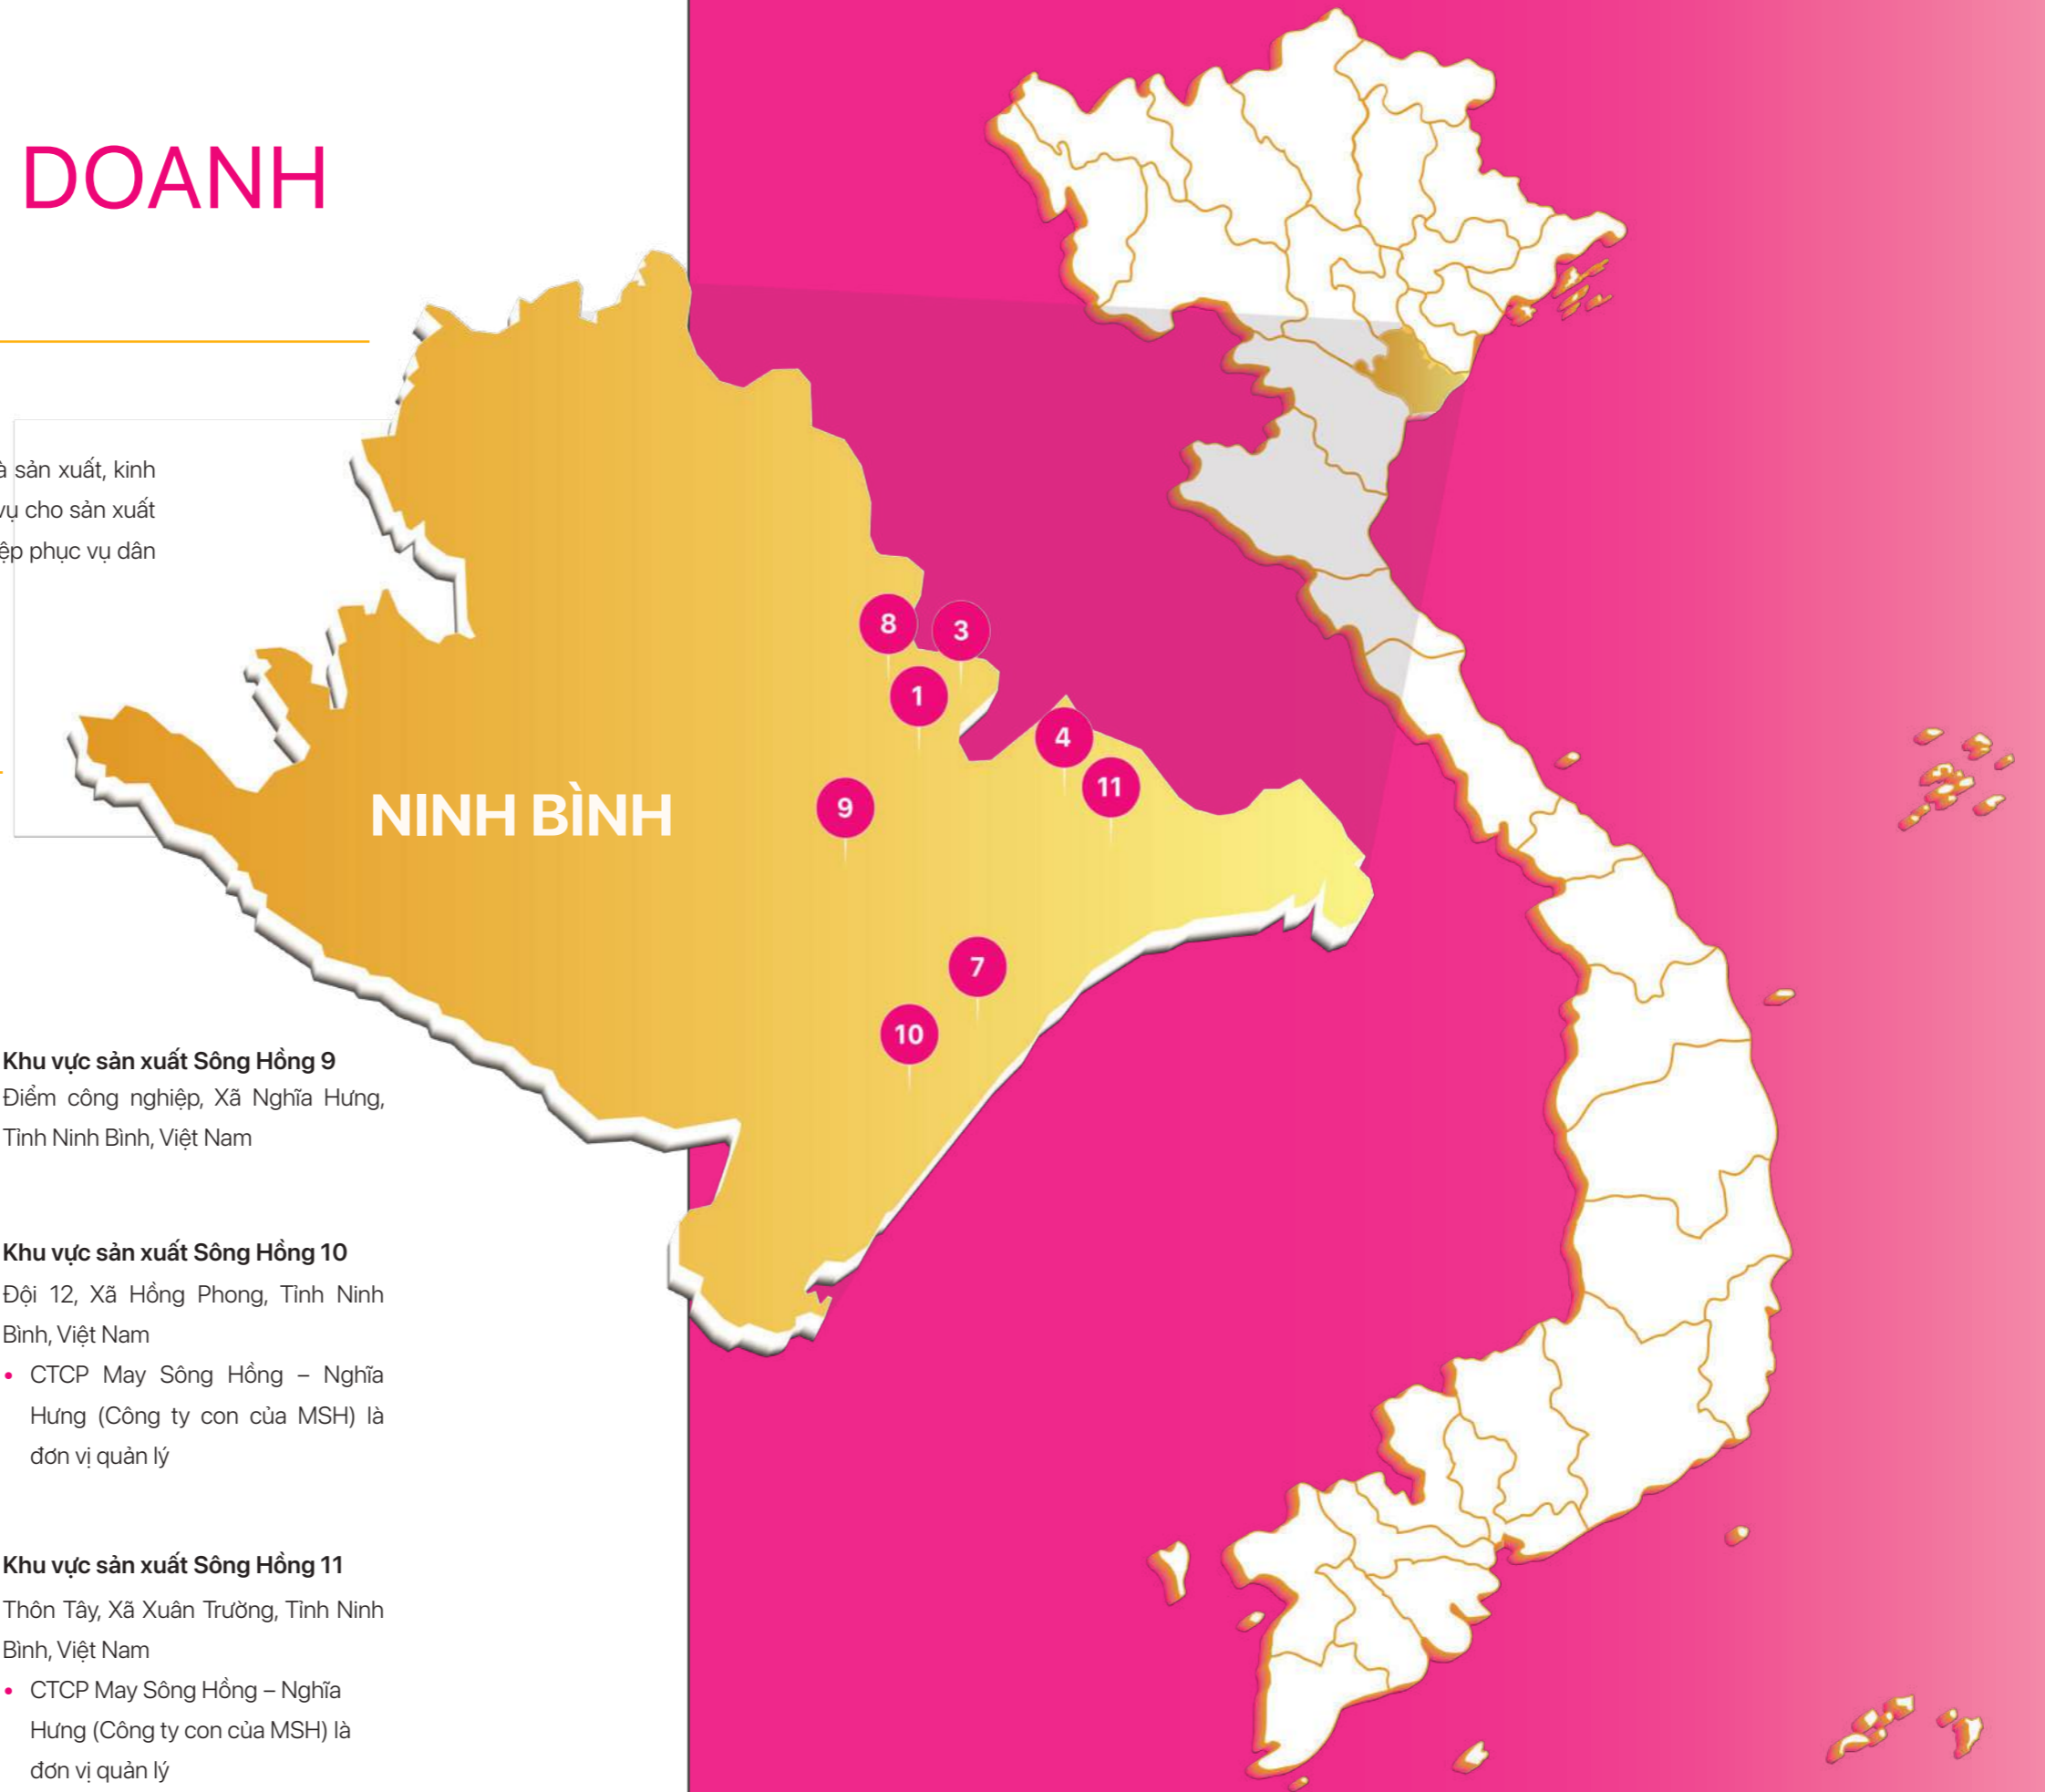 DOANH
à sản xuất, kinh
vụ cho sản xuất
ệp phục vụ dân
Khu vực sản xuất Sông Hồng 9
Điểm công nghiệp, Xã Nghĩa Hưng,
Tỉnh Ninh Bình, Việt Nam
Khu vực sản xuất Sông Hồng 10
Đội 12, Xã Hồng Phong, Tỉnh Ninh
Bình, Việt Nam
• CTCP May Sông Hồng – Nghĩa
Hưng (Công ty con của MSH) là
đơn vị quản lý
Khu vực sản xuất Sông Hồng 11
Thôn Tây, Xã Xuân Trường, Tỉnh Ninh
Bình, Việt Nam
• CTCP May Sông Hồng – Nghĩa
Hưng (Công ty con của MSH) là
đơn vị quản lý
8
3
1
4
11
9
NINH BÌNH
7
10